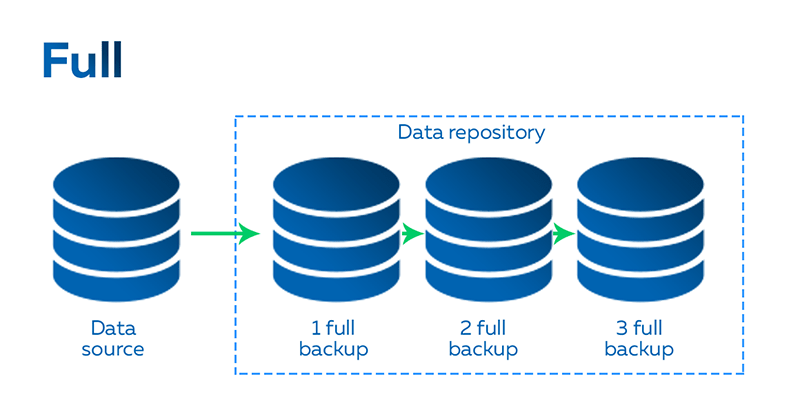 Full
Data repository
Data
source
1 full
backup
2 full
backup
3 full
backup